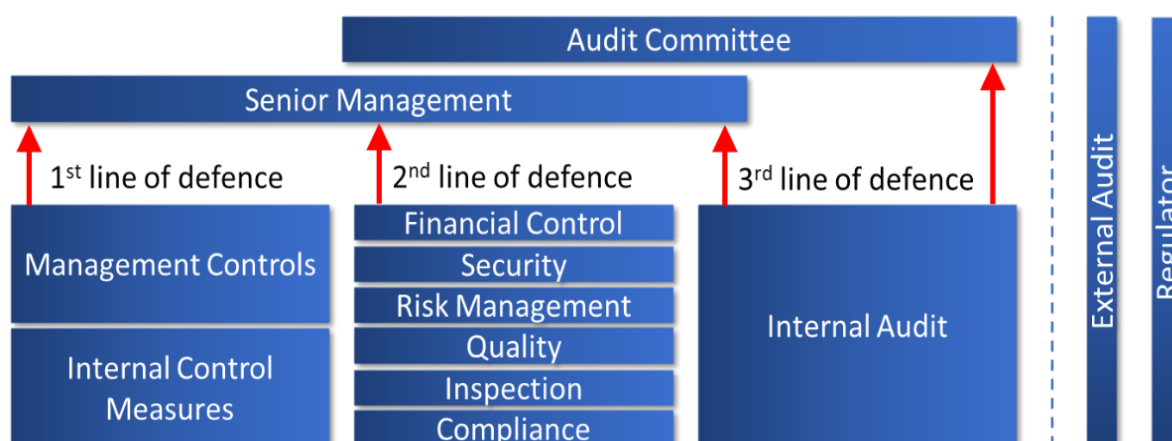 Audit Committee
Senior Management
1st line of defence
2nd line of defence
3rd line of defence
Management Controls
Internal Control
Measures
Financial Control
Security
Risk Management
Quality
Inspection
Compliance
Internal Audit
External Audit
Regulator